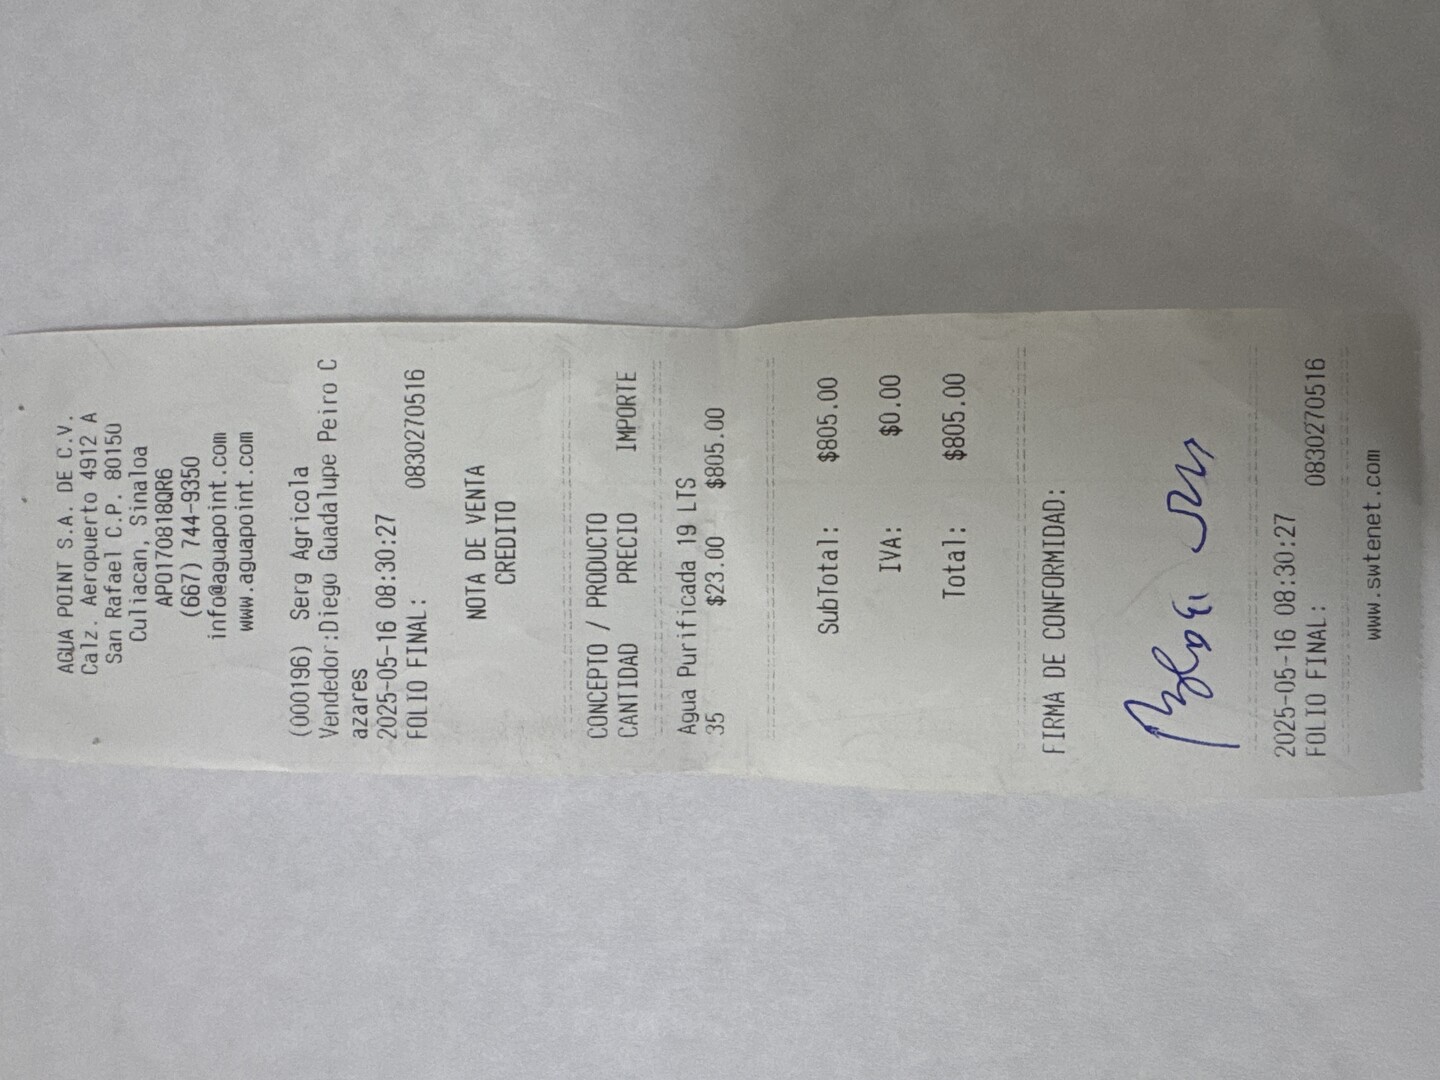 AGUA POINT S.A. DE C.V.
Calz. Aeropuerto 4912 A
San Rafael C.P. 80150
Culiacan, Sinaloa
APO170818QR6
(667) 744-9350
info@aguapoint.com
www.aguapoint.com
(000196) Serg Agricola
Vendedor:Diego Guadalupe Peiro C
azares
2025-05-16 08:30:27
FOLIO FINAL: 0830270516
NOTA DE VENTA
CREDITO
CONCEPTO / PRODUCTO
CANTIDAD PRECIO IMPORTE
Agua Purificada 19 LTS
35 $23.00 $805.00
SubTotal: $805.00
IVA: $0.00
Total: $805.00
FIRMA DE CONFORMIDAD:
2025-05-16 08:30:27
FOLIO FINAL: 0830270516
www.swtenet.com